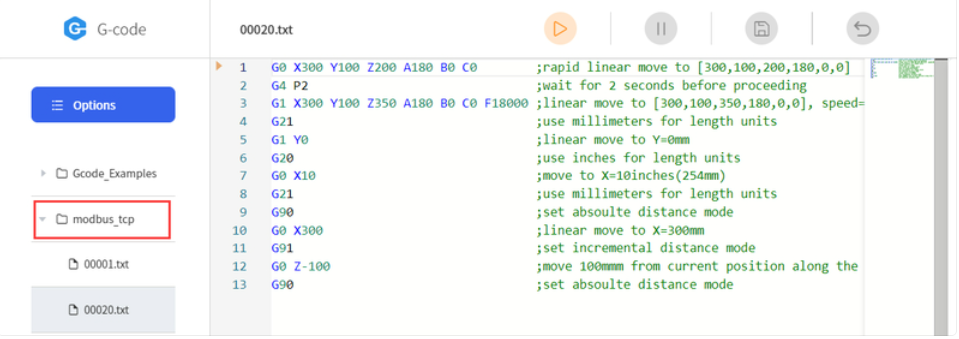 G-code
00020.txt
Options
Gcode_Examples
modbus_tcp
00001.txt
00020.txt
1 G0 X300 Y100 Z200 A180 B0 C0 ;rapid linear move to [300,100,200,180,0,0]
2 G4 P2 ;wait for 2 seconds before proceeding
3 G1 X300 Y100 Z350 A180 B0 C0 F18000 ;linear move to [300,100,350,180,0,0], speed=
4 G21 ;use millimeters for length units
5 G1 Y0 ;linear move to Y=0mm
6 G20 ;use inches for length units
7 G0 X10 ;move to X=10inches(254mm)
8 G21 ;use millimeters for length units
9 G90 ;set absoulte distance mode
10 G0 X300 ;linear move to X=300mm
11 G91 ;set incremental distance mode
12 G0 Z-100 ;move 100mmm from current position along the
13 G90 ;set absoulte distance mode